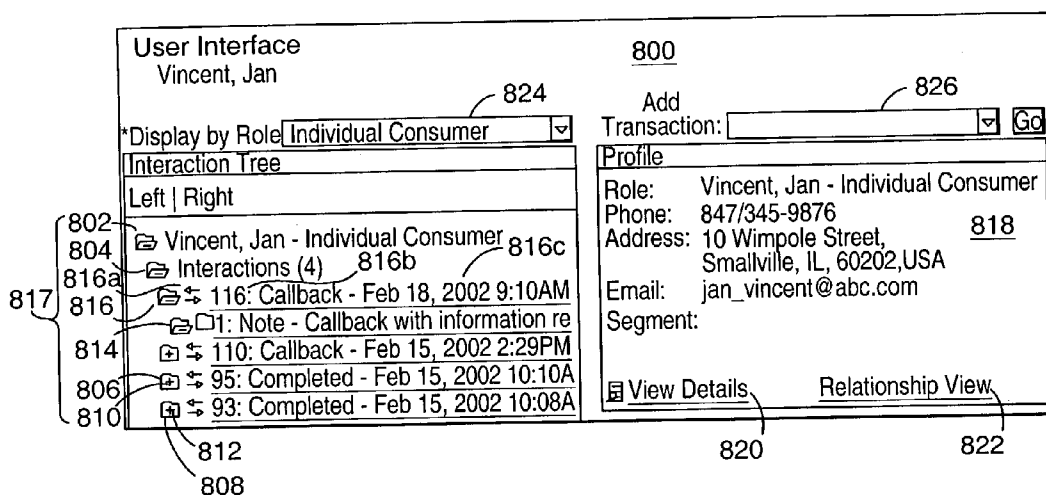 User Interface
Vincent, Jan
800
824
826
*Display by Role Individual Consumer
Add
Transaction: Go
Interaction Tree
Left | Right
Profile
Role: Vincent, Jan - Individual Consumer
Phone: 847/345-9876
Address: 10 Wimpole Street,
Smallville, IL, 60202,USA
818
Email: jan_vincent@abc.com
Segment:
View Details
Relationship View
802
Vincent, Jan - Individual Consumer
804
Interactions (4)
816b
816c
816a
817
816
116: Callback - Feb 18, 2002 9:10AM
1: Note - Callback with information re
814
110: Callback - Feb 15, 2002 2:29PM
806
95: Completed - Feb 15, 2002 10:10A
810
93: Completed - Feb 15, 2002 10:08A
812
808
820
822